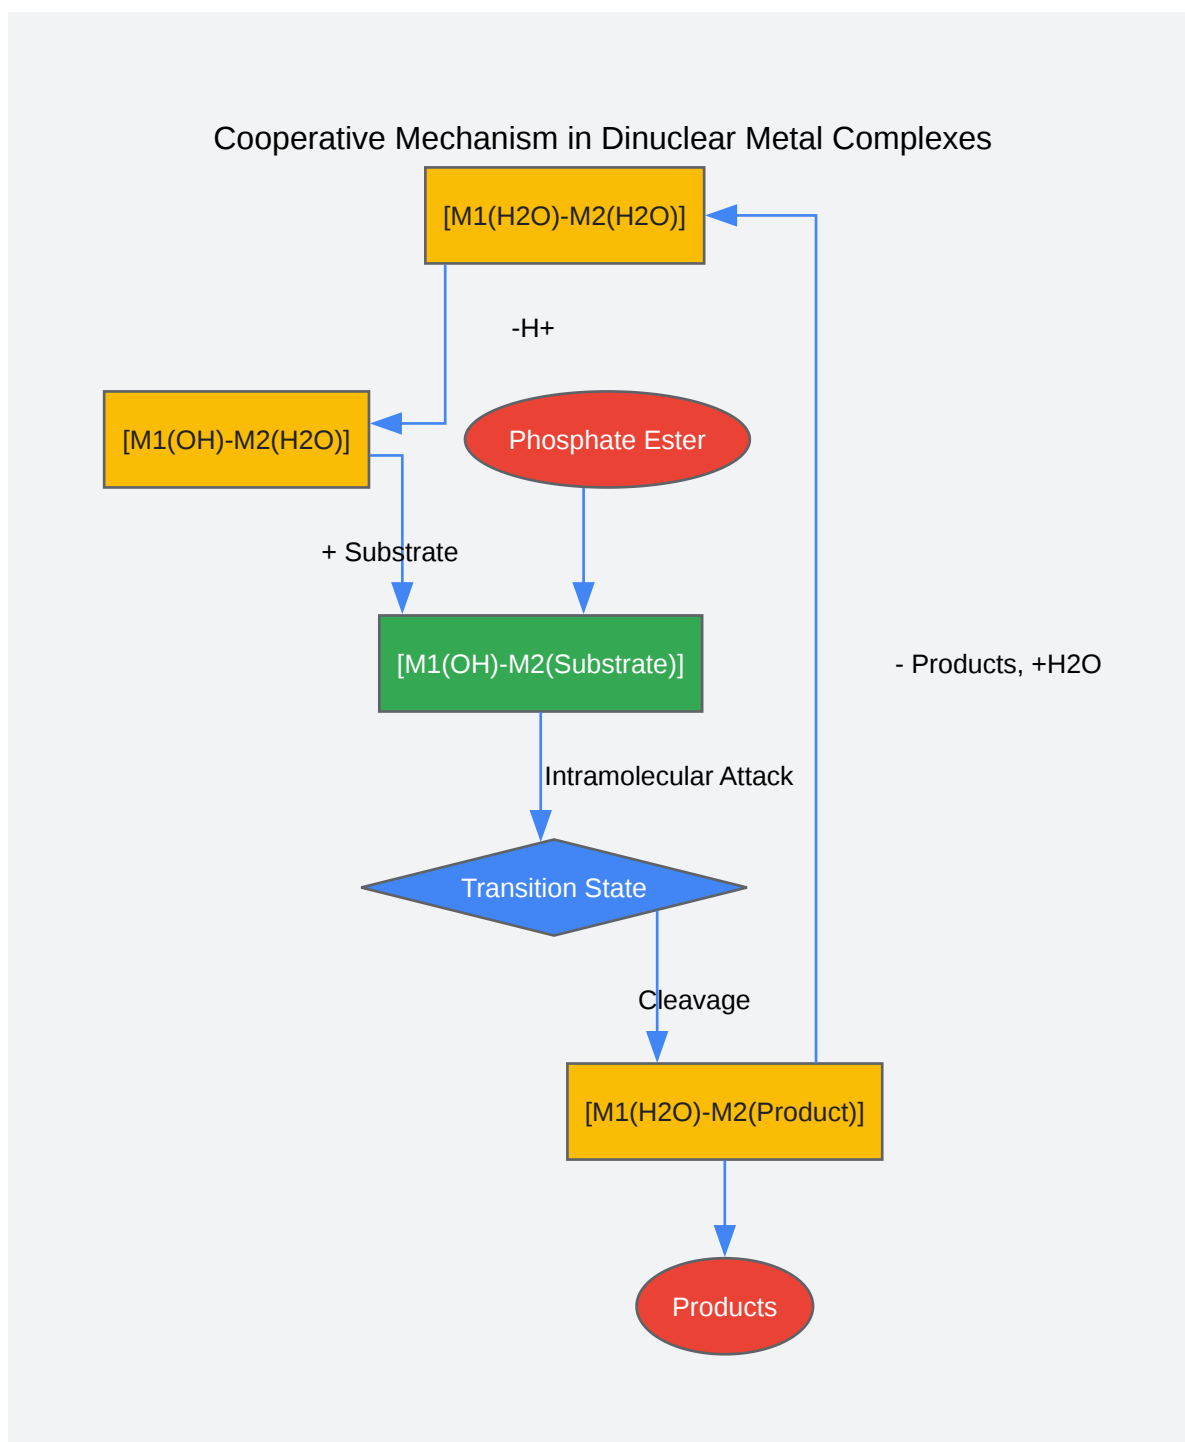 Cooperative Mechanism in Dinuclear Metal Complexes
[M1(H2O)-M2(H2O)]
-H+
[M1(OH)-M2(H2O)]
Phosphate Ester
+ Substrate
[M1(OH)-M2(Substrate)]
- Products, +H2O
Intramolecular Attack
Transition State
Cleavage
[M1(H2O)-M2(Product)]
Products